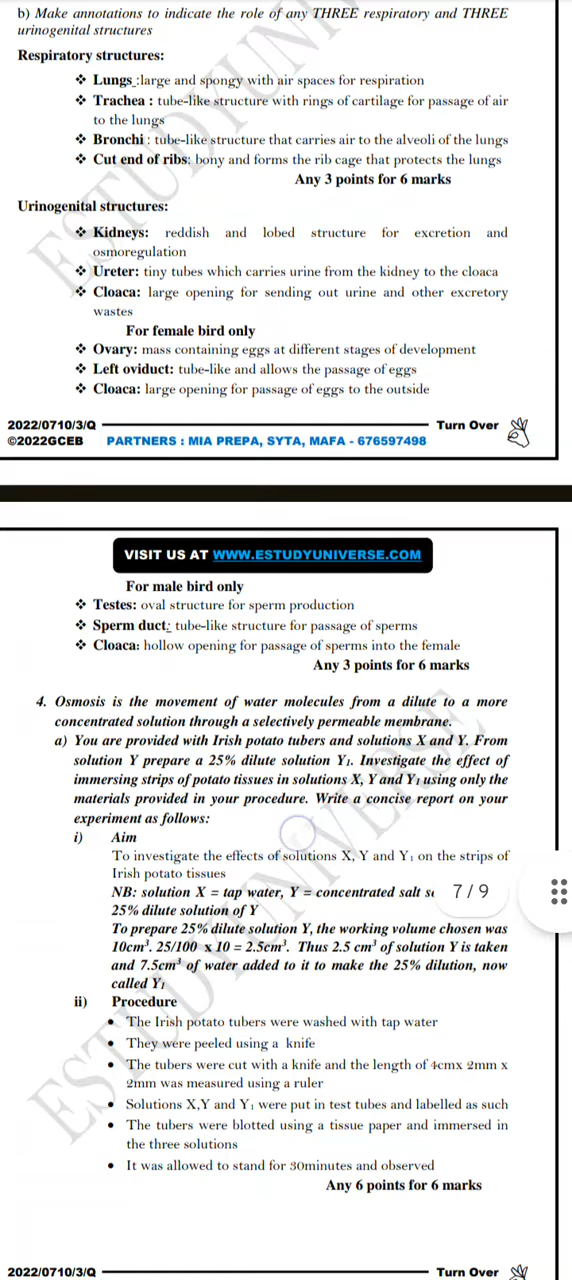 b) Make annotations to indicate the role of any THREE respiratory and THREE
urinogenital structures
Respiratory structures:
❖ Lungs :large and spongy with air spaces for respiration
❖ Trachea : tube-like structure with rings of cartilage for passage of air
to the lungs
❖ Bronchi : tube-like structure that carries air to the alveoli of the lungs
❖ Cut end of ribs: bony and forms the rib cage that protects the lungs
Any 3 points for 6 marks
Urinogenital structures:
❖ Kidneys: reddish and lobed structure for excretion and
osmoregulation
❖ Ureter: tiny tubes which carries urine from the kidney to the cloaca
❖ Cloaca: large opening for sending out urine and other excretory
wastes
For female bird only
❖ Ovary: mass containing eggs at different stages of development
❖ Left oviduct: tube-like and allows the passage of eggs
❖ Cloaca: large opening for passage of eggs to the outside
2022/0710/3/Q Turn Over
©2022GCEB PARTNERS : MIA PREPA, SYTA, MAFA - 676597498
VISIT US AT WWW.ESTUDYUNIVERSE.COM
For male bird only
❖ Testes: oval structure for sperm production
❖ Sperm duct: tube-like structure for passage of sperms
❖ Cloaca: hollow opening for passage of sperms into the female
Any 3 points for 6 marks
4. Osmosis is the movement of water molecules from a dilute to a more
concentrated solution through a selectively permeable membrane.
a) You are provided with Irish potato tubers and solutions X and Y. From
solution Y prepare a 25% dilute solution Y₁. Investigate the effect of
immersing strips of potato tissues in solutions X, Y and Y₁ using only the
materials provided in your procedure. Write a concise report on your
experiment as follows:
i) Aim
To investigate the effects of solutions X, Y and Y₁ on the strips of
Irish potato tissues
NB: solution X = tap water, Y = concentrated salt 7 / 9
25% dilute solution of Y
To prepare 25% dilute solution Y, the working volume chosen was
10cm³. 25/100 x 10 = 2.5cm³. Thus 2.5 cm³ of solution Y is taken
and 7.5cm³ of water added to it to make the 25% dilution, now
called Y₁
ii) Procedure
• The Irish potato tubers were washed with tap water
• They were peeled using a knife
• The tubers were cut with a knife and the length of 4cmx 2mm x
2mm was measured using a ruler
• Solutions X,Y and Y₁ were put in test tubes and labelled as such
• The tubers were blotted using a tissue paper and immersed in
the three solutions
• It was allowed to stand for 30minutes and observed
Any 6 points for 6 marks
2022/0710/3/Q Turn Over
ESTUDYUNIVERSE